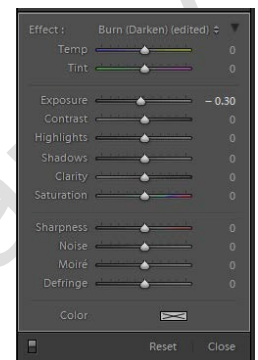 Effect : Burn (Darken) (edited)
Temp 0
Tint 0
Exposure – 0.30
Contrast 0
Highlights 0
Shadows 0
Clarity 0
Saturation 0
Sharpness 0
Noise 0
Moiré 0
Defringe 0
Color
Reset Close